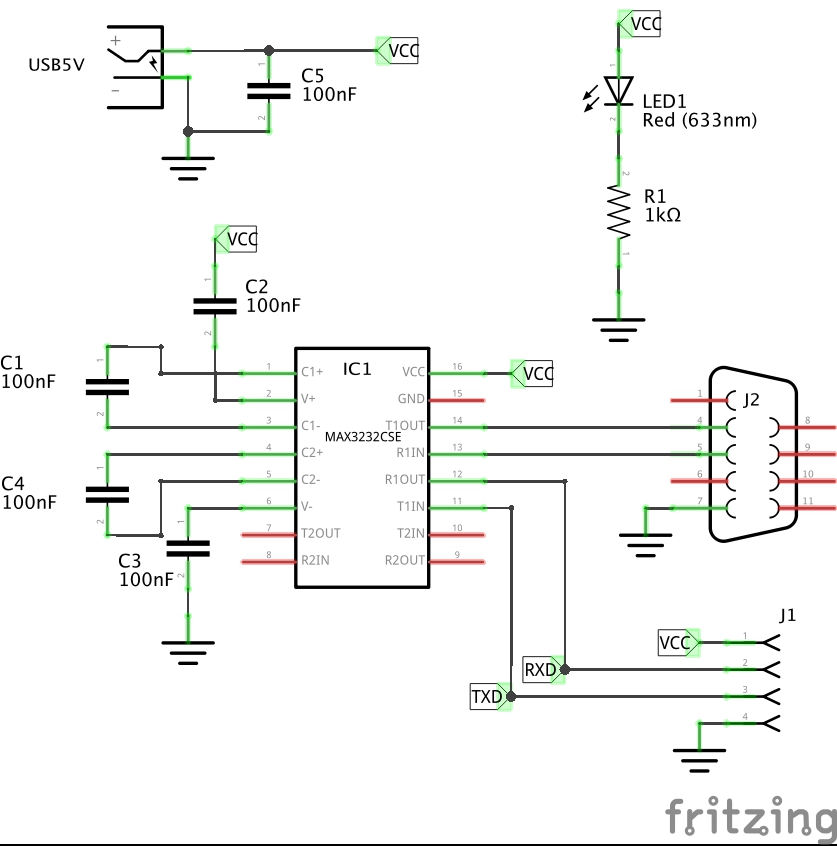 +
USB5V
−
1
2
C5
100nF
VCC
VCC
1
2
LED1
Red (633nm)
2
1
R1
1kΩ
VCC
1
2
C2
100nF
C1
100nF
1
2
C4
100nF
1
2
C3
100nF
1
2
IC1
MAX3232CSE
1 C1+
2 V+
3 C1-
4 C2+
5 C2-
6 V-
7 T2OUT
8 R2IN
VCC 16
GND 15
T1OUT 14
R1IN 13
R1OUT 12
T1IN 11
T2IN 10
R2OUT 9
VCC
J2
1
4
5
6
7
8
9
10
11
J1
VCC 1
RXD 2
TXD 3
4
fritzing